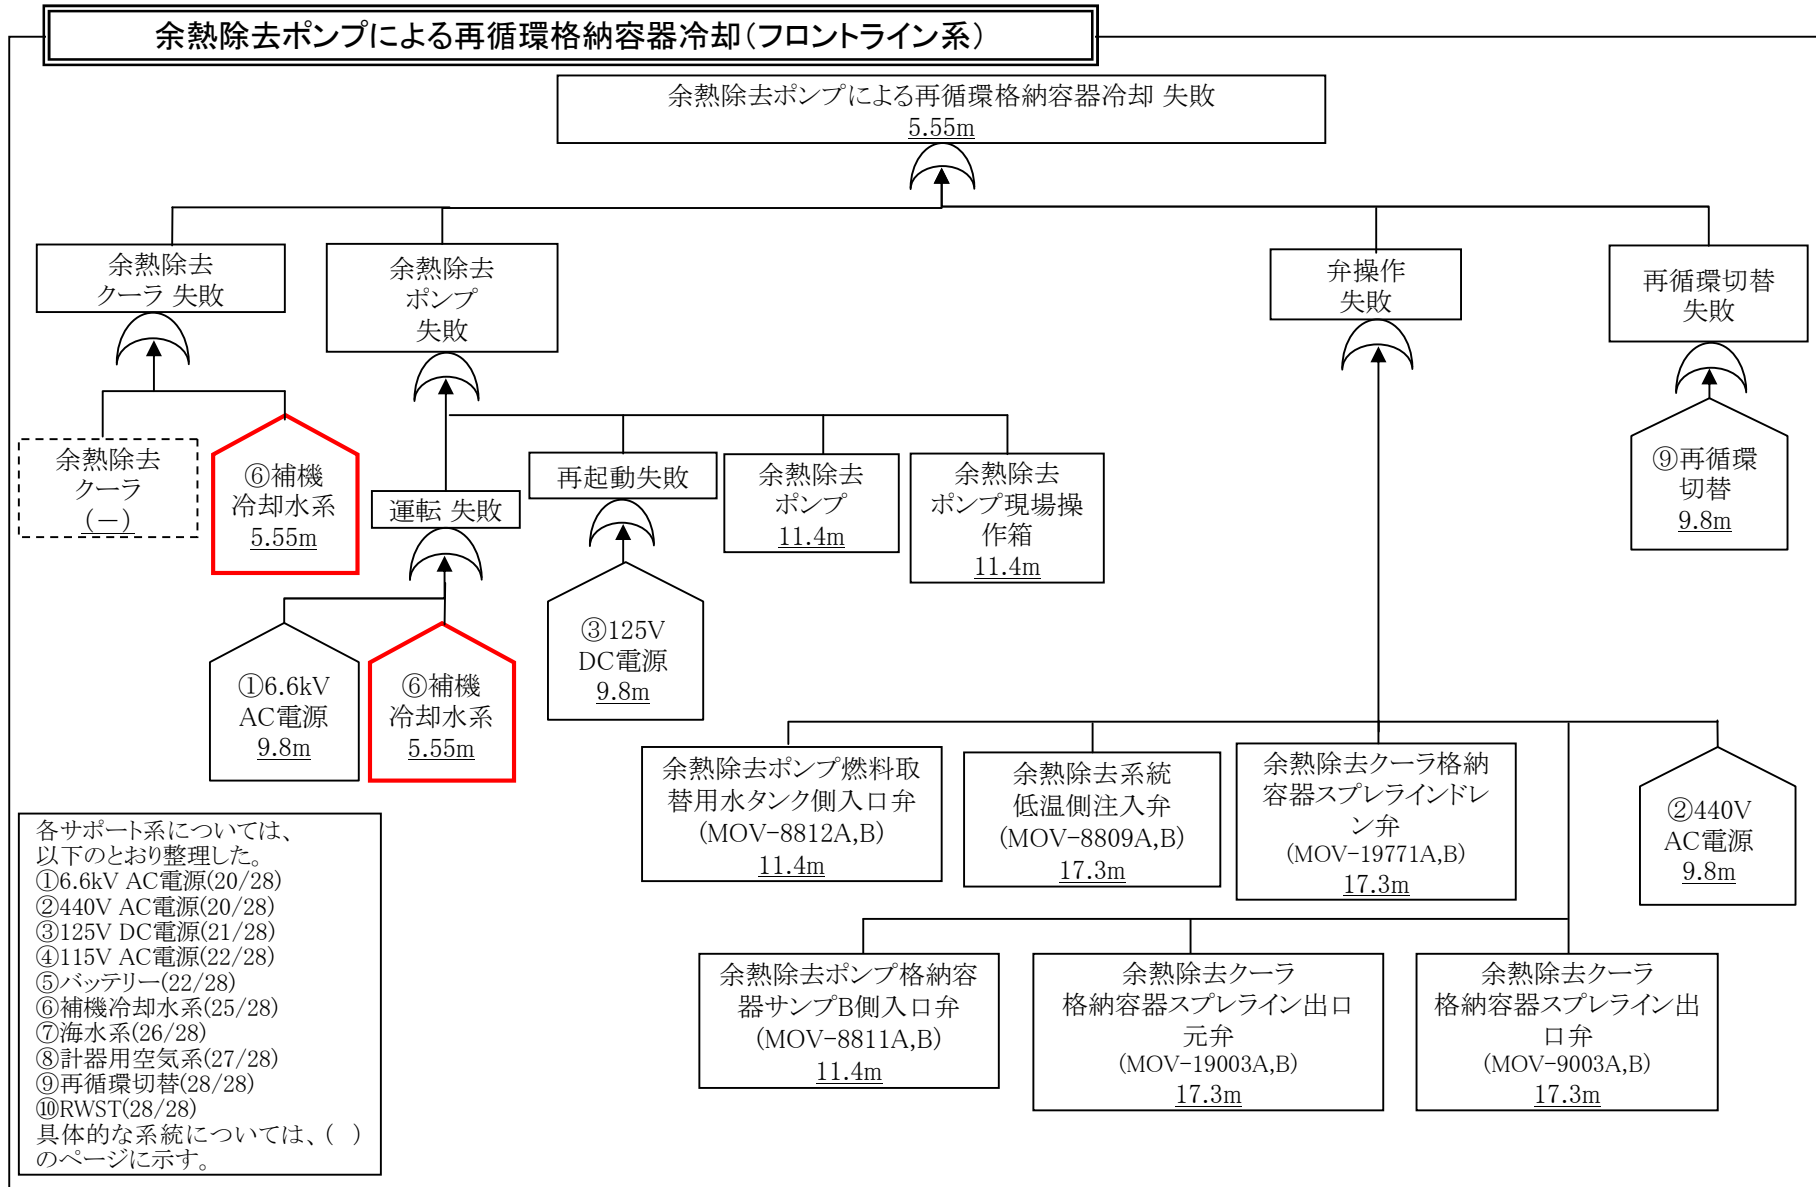 余熱除去ポンプによる再循環格納容器冷却(フロントライン系)
余熱除去ポンプによる再循環格納容器冷却 失敗
5.55m
余熱除去
クーラ 失敗
余熱除去
ポンプ
失敗
弁操作
失敗
再循環切替
失敗
余熱除去
クーラ
(－)
⑥補機
冷却水系
5.55m
運転 失敗
再起動失敗
余熱除去
ポンプ
11.4m
余熱除去
ポンプ現場操
作箱
11.4m
⑨再循環
切替
9.8m
①6.6kV
AC電源
9.8m
⑥補機
冷却水系
5.55m
③125V
DC電源
9.8m
余熱除去ポンプ燃料取
替用水タンク側入口弁
(MOV-8812A,B)
11.4m
余熱除去系統
低温側注入弁
(MOV-8809A,B)
17.3m
余熱除去クーラ格納
容器スプレラインドレ
ン弁
(MOV-19771A,B)
17.3m
②440V
AC電源
9.8m
余熱除去ポンプ格納容
器サンプB側入口弁
(MOV-8811A,B)
11.4m
余熱除去クーラ
格納容器スプレライン出口
元弁
(MOV-19003A,B)
17.3m
余熱除去クーラ
格納容器スプレライン出
口弁
(MOV-9003A,B)
17.3m
各サポート系については、
以下のとおり整理した。
①6.6kV AC電源(20/28)
②440V AC電源(20/28)
③125V DC電源(21/28)
④115V AC電源(22/28)
⑤バッテリー(22/28)
⑥補機冷却水系(25/28)
⑦海水系(26/28)
⑧計器用空気系(27/28)
⑨再循環切替(28/28)
⑩RWST(28/28)
具体的な系統については、( )
のページに示す。